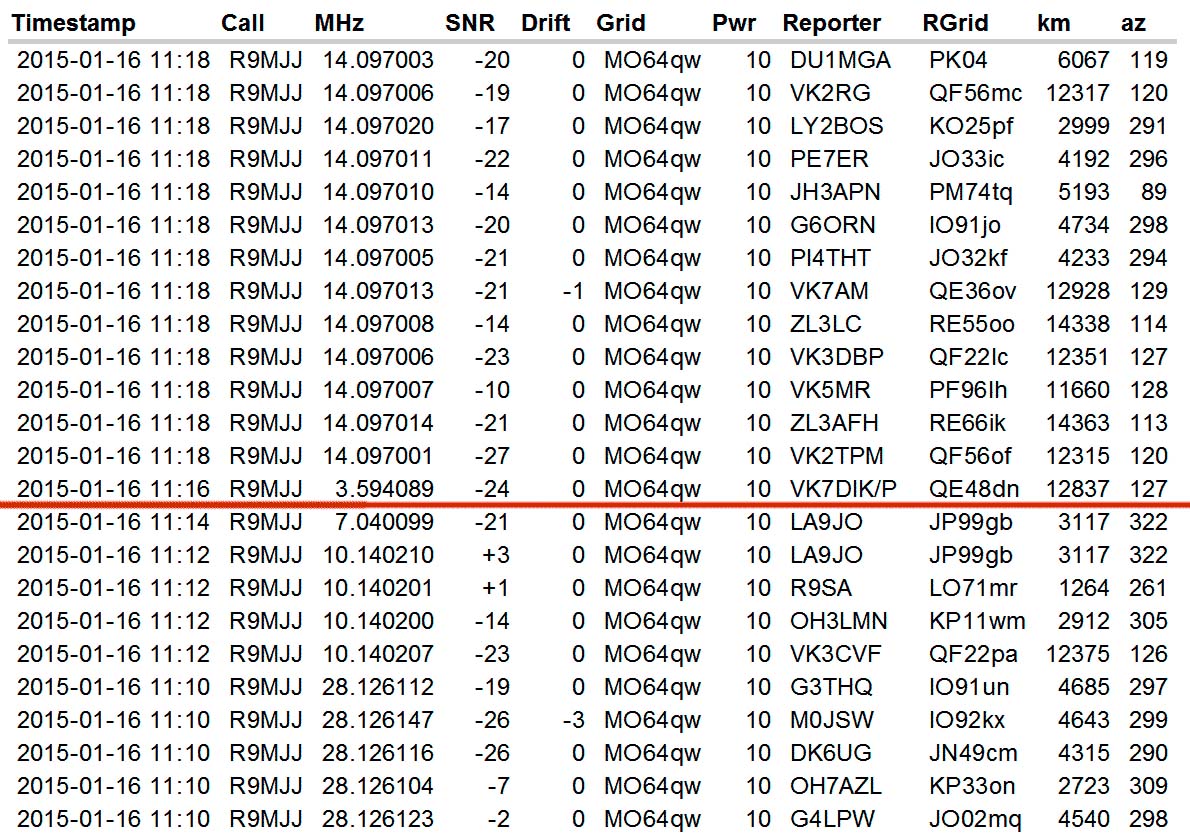 Timestamp Call MHz SNR Drift Grid Pwr Reporter RGrid km az
2015-01-16 11:18 R9MJJ 14.097003 -20 0 MO64qw 10 DU1MGA PK04 6067 119
2015-01-16 11:18 R9MJJ 14.097006 -19 0 MO64qw 10 VK2RG QF56mc 12317 120
2015-01-16 11:18 R9MJJ 14.097020 -17 0 MO64qw 10 LY2BOS KO25pf 2999 291
2015-01-16 11:18 R9MJJ 14.097011 -22 0 MO64qw 10 PE7ER JO33ic 4192 296
2015-01-16 11:18 R9MJJ 14.097010 -14 0 MO64qw 10 JH3APN PM74tq 5193 89
2015-01-16 11:18 R9MJJ 14.097013 -20 0 MO64qw 10 G6ORN IO91jo 4734 298
2015-01-16 11:18 R9MJJ 14.097005 -21 0 MO64qw 10 PI4THT JO32kf 4233 294
2015-01-16 11:18 R9MJJ 14.097013 -21 -1 MO64qw 10 VK7AM QE36ov 12928 129
2015-01-16 11:18 R9MJJ 14.097008 -14 0 MO64qw 10 ZL3LC RE55oo 14338 114
2015-01-16 11:18 R9MJJ 14.097006 -23 0 MO64qw 10 VK3DBP QF22lc 12351 127
2015-01-16 11:18 R9MJJ 14.097007 -10 0 MO64qw 10 VK5MR PF96lh 11660 128
2015-01-16 11:18 R9MJJ 14.097014 -21 0 MO64qw 10 ZL3AFH RE66ik 14363 113
2015-01-16 11:18 R9MJJ 14.097001 -27 0 MO64qw 10 VK2TPM QF56of 12315 120
2015-01-16 11:16 R9MJJ 3.594089 -24 0 MO64qw 10 VK7DIK/P QE48dn 12837 127
2015-01-16 11:14 R9MJJ 7.040099 -21 0 MO64qw 10 LA9JO JP99gb 3117 322
2015-01-16 11:12 R9MJJ 10.140210 +3 0 MO64qw 10 LA9JO JP99gb 3117 322
2015-01-16 11:12 R9MJJ 10.140201 +1 0 MO64qw 10 R9SA LO71mr 1264 261
2015-01-16 11:12 R9MJJ 10.140200 -14 0 MO64qw 10 OH3LMN KP11wm 2912 305
2015-01-16 11:12 R9MJJ 10.140207 -23 0 MO64qw 10 VK3CVF QF22pa 12375 126
2015-01-16 11:10 R9MJJ 28.126112 -19 0 MO64qw 10 G3THQ IO91un 4685 297
2015-01-16 11:10 R9MJJ 28.126147 -26 -3 MO64qw 10 M0JSW IO92kx 4643 299
2015-01-16 11:10 R9MJJ 28.126116 -26 0 MO64qw 10 DK6UG JN49cm 4315 290
2015-01-16 11:10 R9MJJ 28.126104 -7 0 MO64qw 10 OH7AZL KP33on 2723 309
2015-01-16 11:10 R9MJJ 28.126123 -2 0 MO64qw 10 G4LPW JO02mq 4540 298